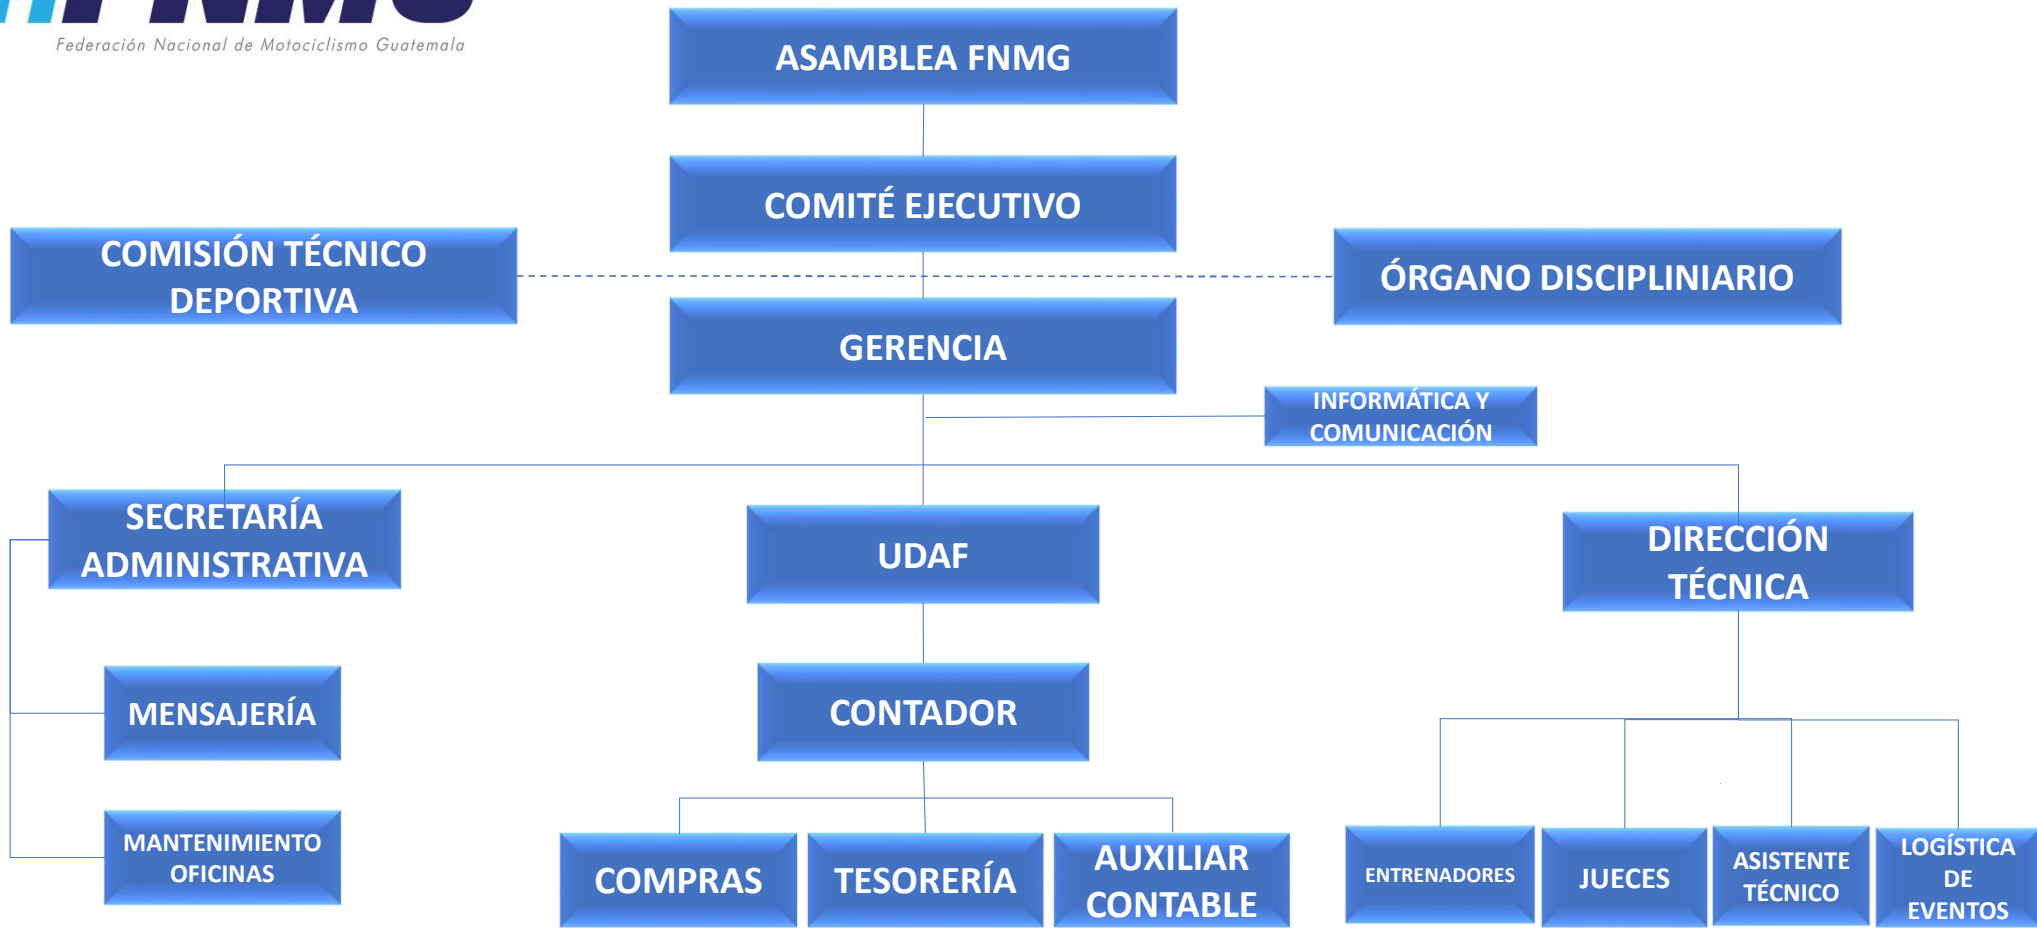 FNMG
Federación Nacional de Motociclismo Guatemala
ASAMBLEA FNMG
COMITÉ EJECUTIVO
COMISIÓN TÉCNICO
DEPORTIVA
ÓRGANO DISCIPLINIARIO
GERENCIA
INFORMÁTICA Y
COMUNICACIÓN
SECRETARÍA
ADMINISTRATIVA
UDAF
DIRECCIÓN
TÉCNICA
MENSAJERÍA
CONTADOR
MANTENIMIENTO
OFICINAS
COMPRAS
TESORERÍA
AUXILIAR
CONTABLE
ENTRENADORES
JUECES
ASISTENTE
TÉCNICO
LOGÍSTICA
DE
EVENTOS